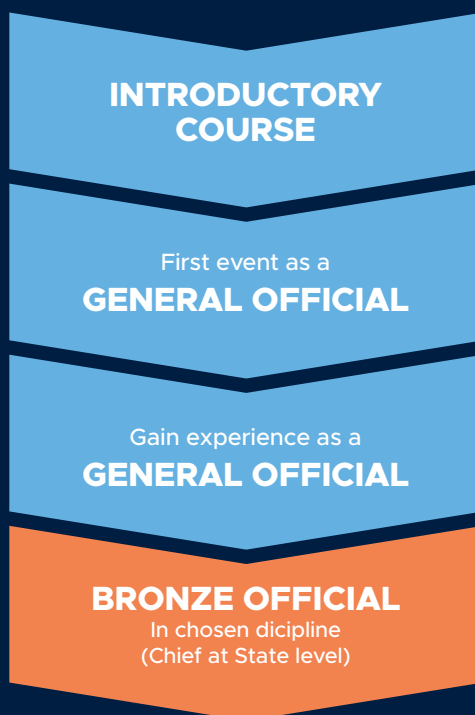 INTRODUCTORY
COURSE
First event as a
GENERAL OFFICIAL
Gain experience as a
GENERAL OFFICIAL
BRONZE OFFICIAL
In chosen dicipline
(Chief at State level)